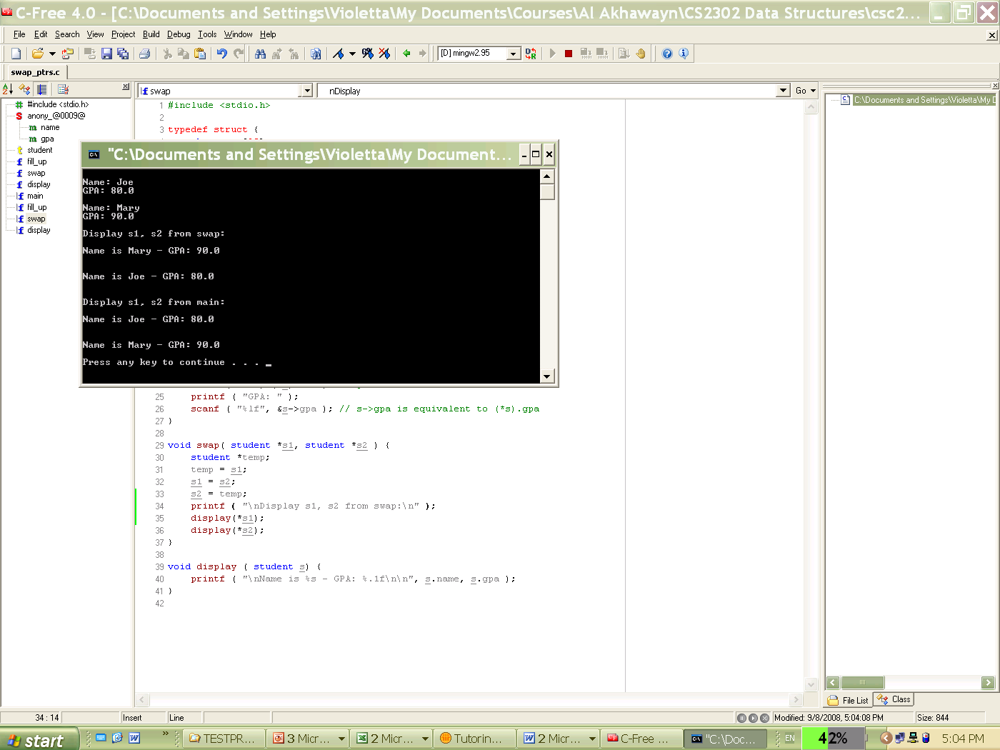 C-Free 4.0 - [C:\Documents and Settings\Violetta\My Documents\Courses\Al Akhawayn\CS2302 Data Structures\csc2...
File Edit Search View Project Build Debug Tools Window Help
[D] mingw2.95
swap_ptrs.c
swap
nDisplay
Go
#include <stdio.h>
anony_@0009@
name
gpa
student
fill_up
swap
display
main
fill_up
swap
display
1 #include <stdio.h>
2
3 typedef struct {
"C:\Documents and Settings\Violetta\My Document...
Name: Joe
GPA: 80.0
Name: Mary
GPA: 90.0
Display s1, s2 from swap:
Name is Mary - GPA: 90.0
Name is Joe - GPA: 80.0
Display s1, s2 from main:
Name is Joe - GPA: 80.0
Name is Mary - GPA: 90.0
Press any key to continue . . . _
25 printf ( "GPA: " );
26 scanf ( "%lf", &s->gpa ); // s->gpa is equivalent to (*s).gpa
27 }
28
29 void swap( student *s1, student *s2 ) {
30 student *temp;
31 temp = s1;
32 s1 = s2;
33 s2 = temp;
34 printf ( "\nDisplay s1, s2 from swap:\n" );
35 display(*s1);
36 display(*s2);
37 }
38
39 void display ( student s) {
40 printf ( "\nName is %s - GPA: %.1f\n\n", s.name, s.gpa );
41 }
42
C:\Documents and Settings\Violetta\My D
File List Class
34 : 14 Insert Line Modified: 9/8/2008, 5:04:08 PM Size: 844
start » TESTPR... 3 Micr... 2 Micr... Tutorin... 2 Micr... C-Free ... "C:\Doc... EN 42% 5:04 PM